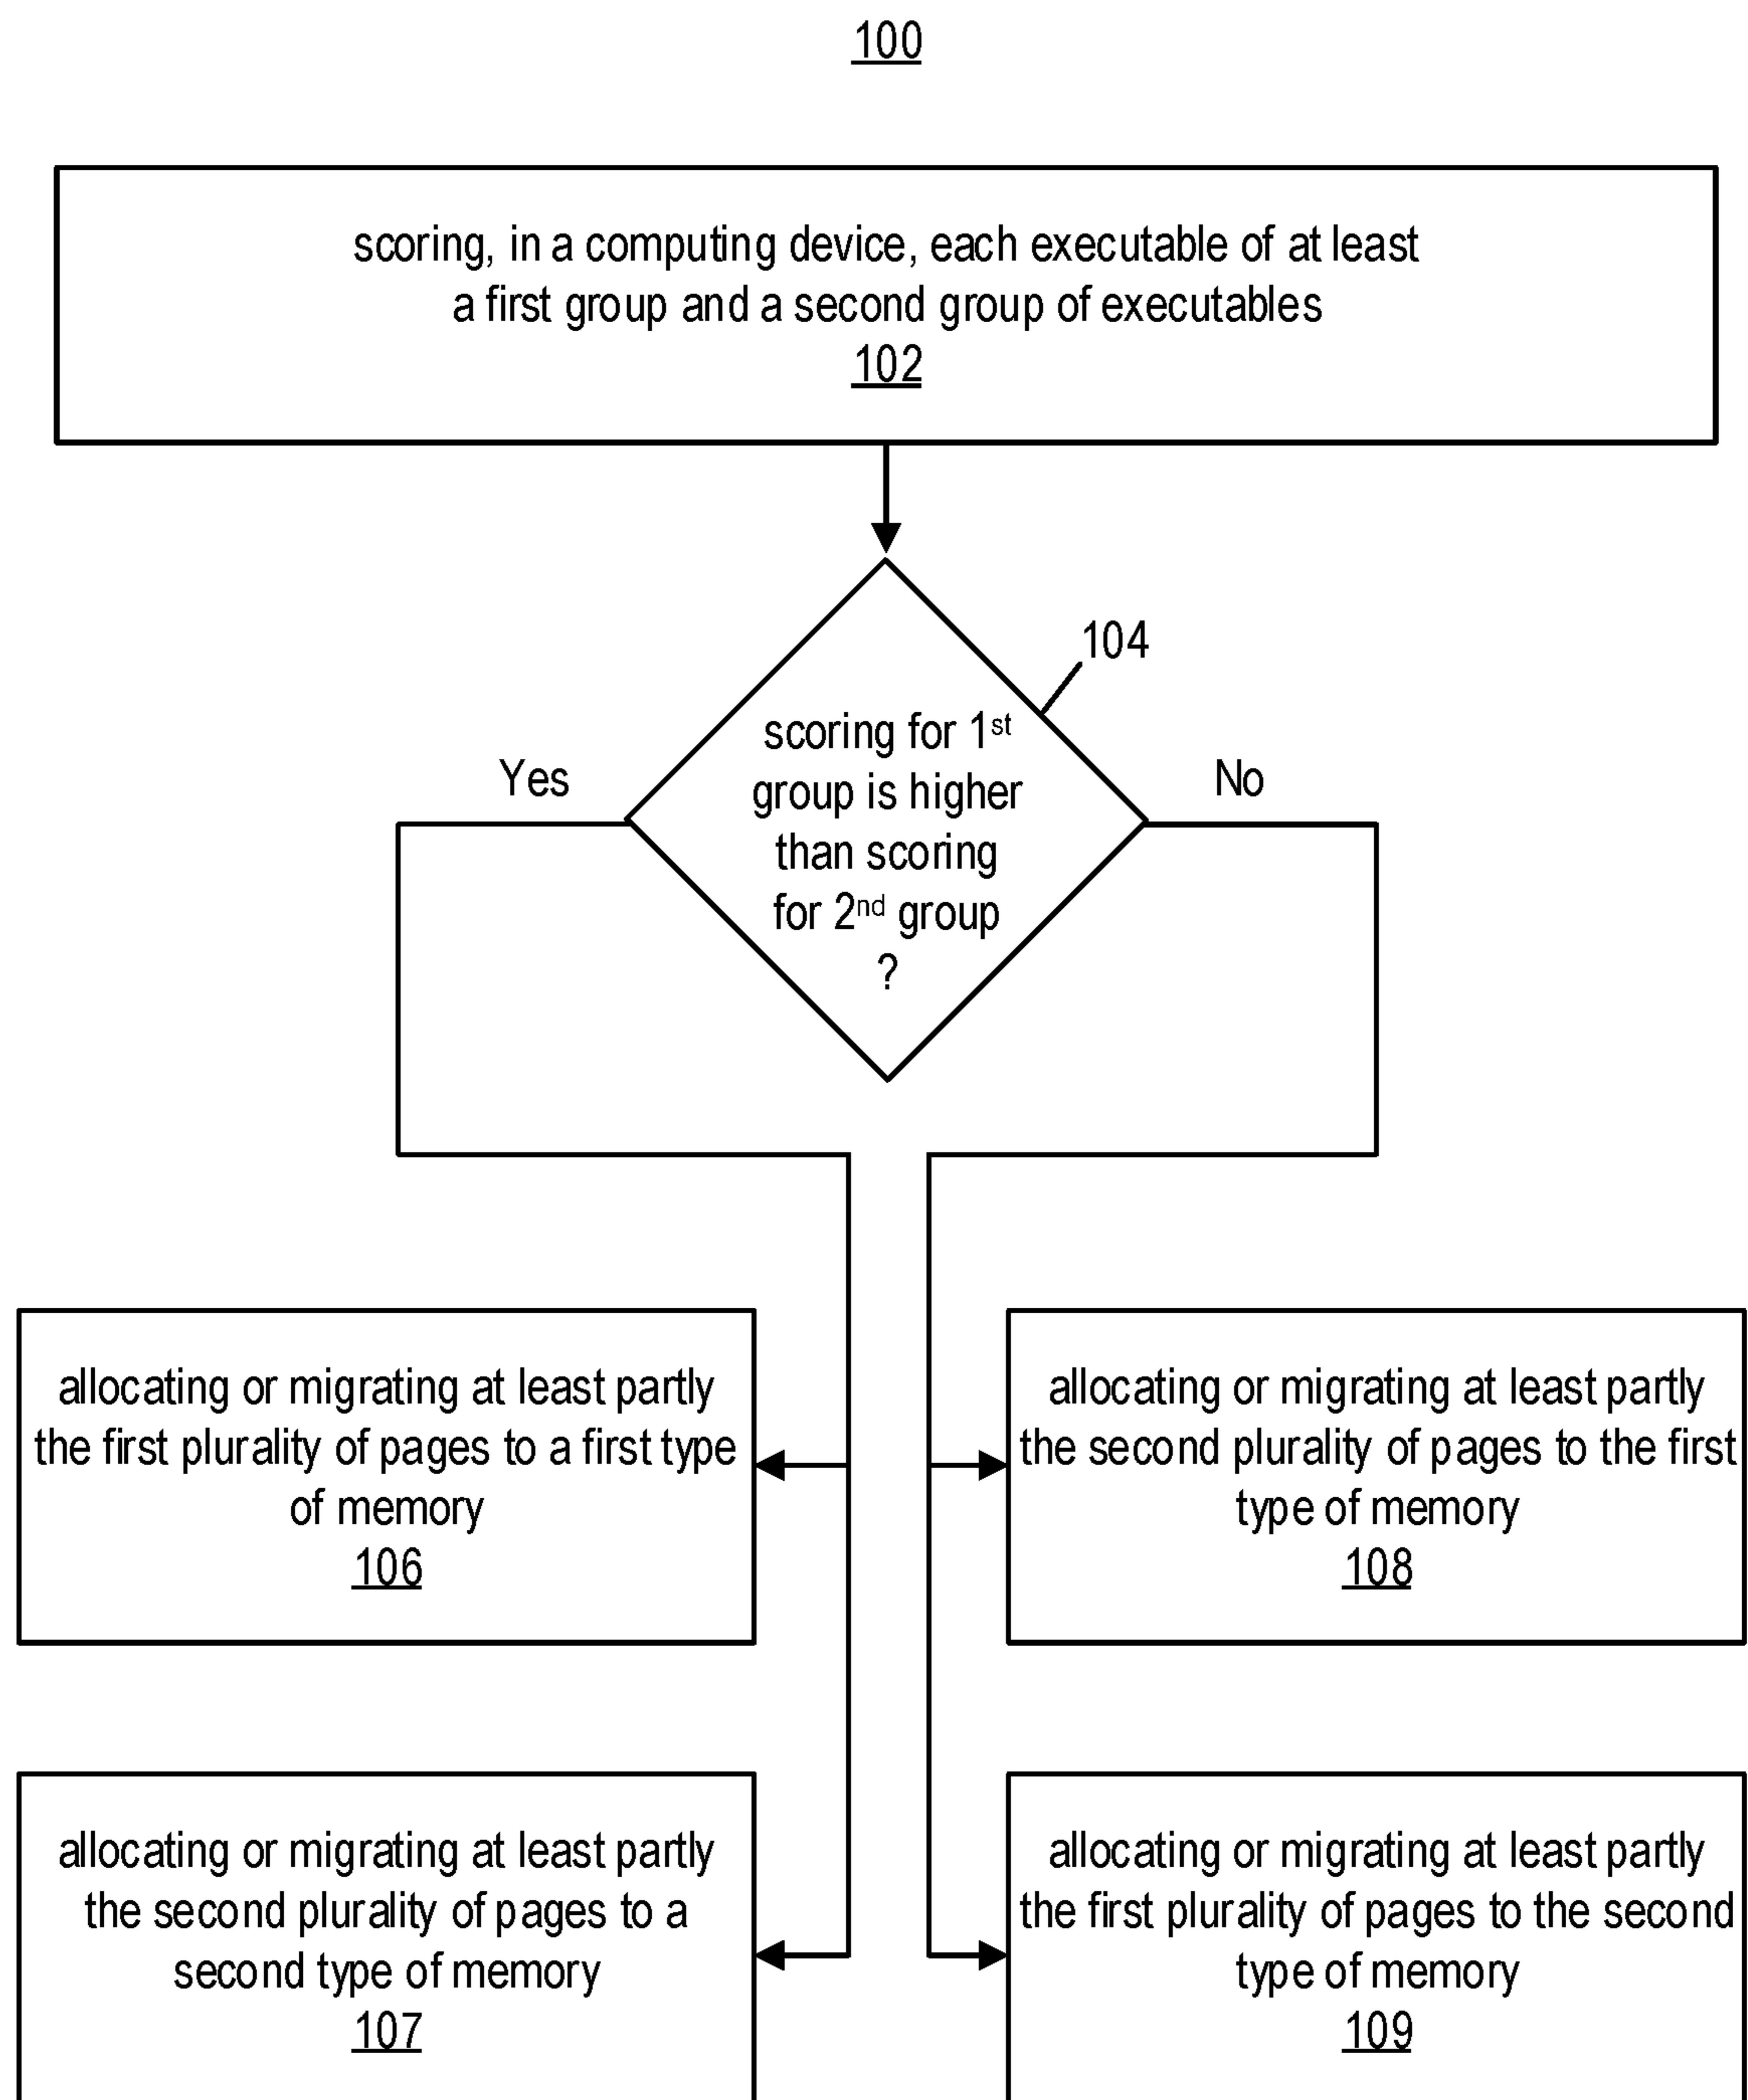 100
scoring, in a computing device, each executable of at least
a first group and a second group of executables
102
104
scoring for 1st
group is higher
than scoring
for 2nd group
?
Yes
No
allocating or migrating at least partly
the first plurality of pages to a first type
of memory
106
allocating or migrating at least partly
the second plurality of pages to the first
type of memory
108
allocating or migrating at least partly
the second plurality of pages to a
second type of memory
107
allocating or migrating at least partly
the first plurality of pages to the second
type of memory
109